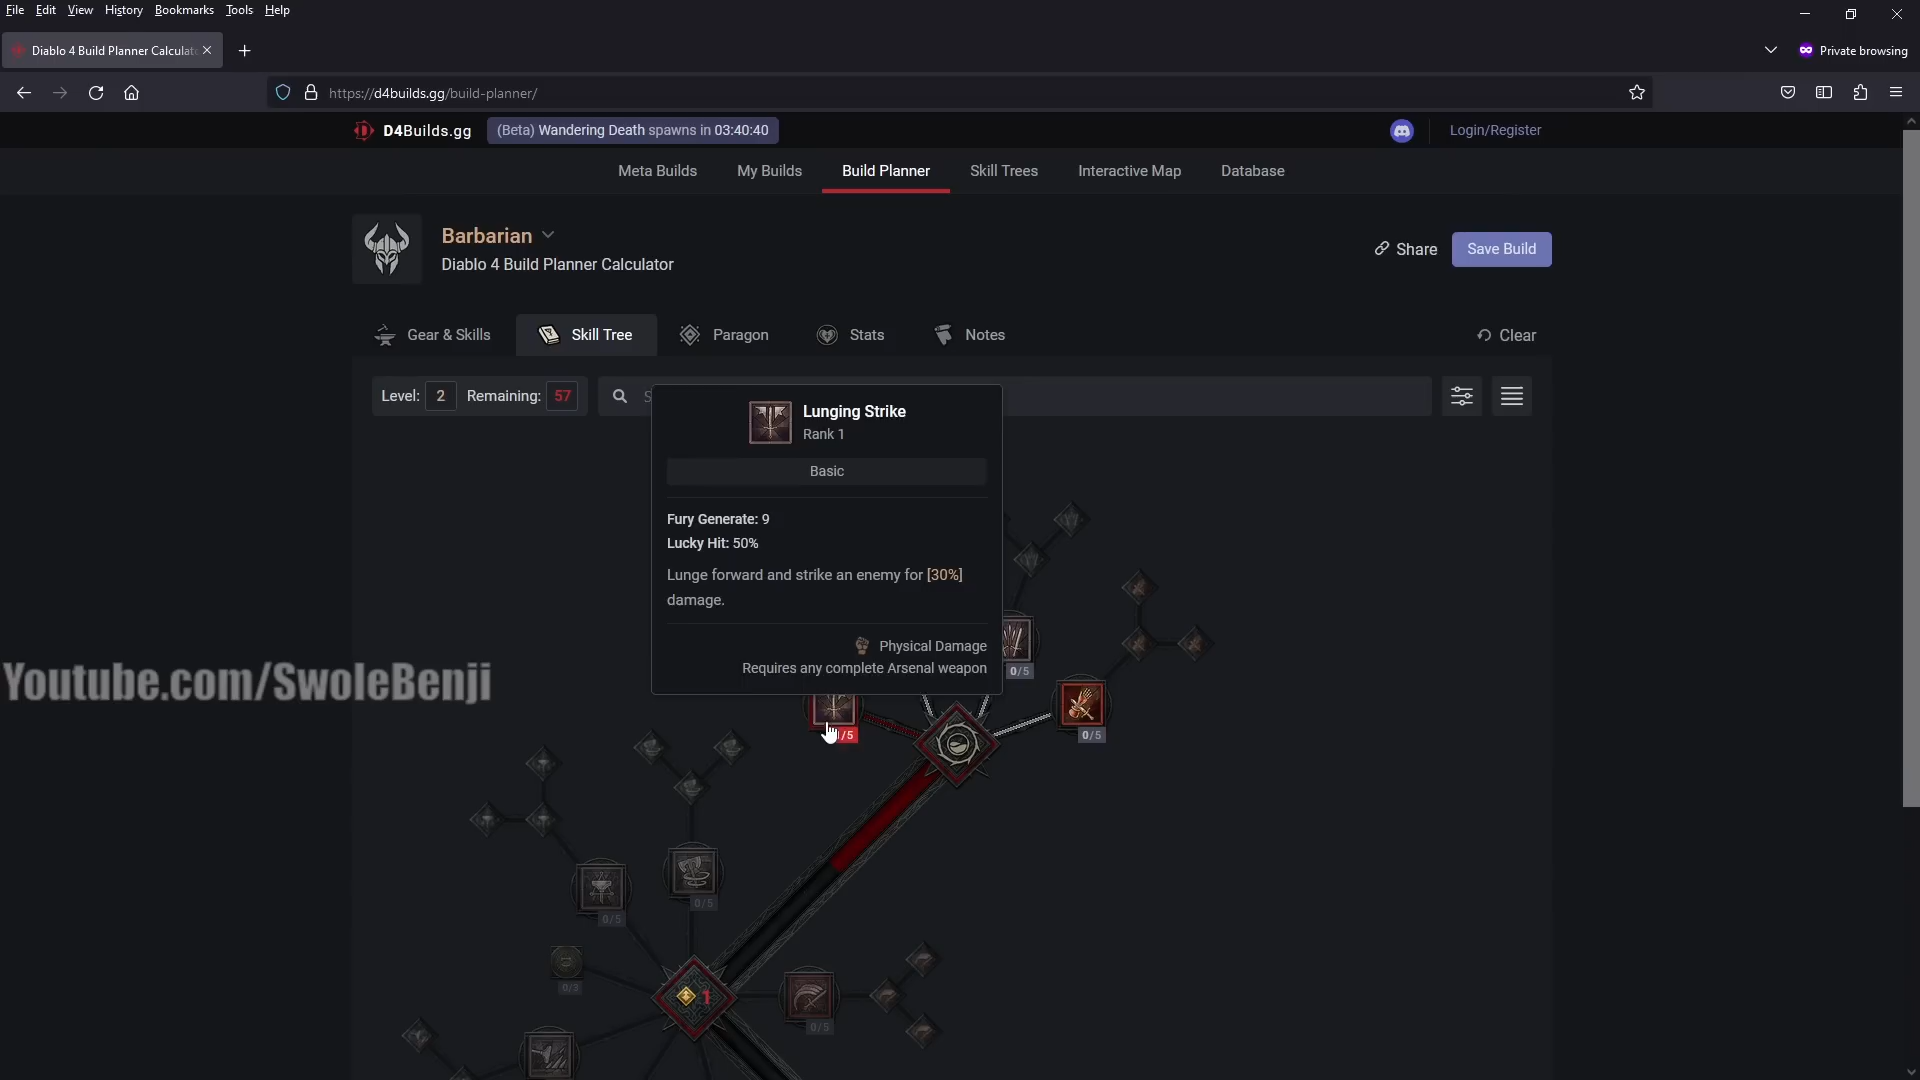 File Edit View History Bookmarks Tools Help
Diablo 4 Build Planner Calculat
Private browsing
https://d4builds.gg/build-planner/
D4Builds.gg
(Beta) Wandering Death spawns in 03:40:40
Login/Register
Meta Builds
My Builds
Build Planner
Skill Trees
Interactive Map
Database
Barbarian
Diablo 4 Build Planner Calculator
Share
Save Build
Gear & Skills
Skill Tree
Paragon
Stats
Notes
Clear
Level: 2 Remaining: 57
S
Lunging Strike
Rank 1
Basic
Fury Generate: 9
Lucky Hit: 50%
Lunge forward and strike an enemy for [30%]
damage.
Physical Damage
Requires any complete Arsenal weapon
0/5
Youtube.com/SwoleBenji
/5
0/5
0/5
0/5
0/3
1
0/5